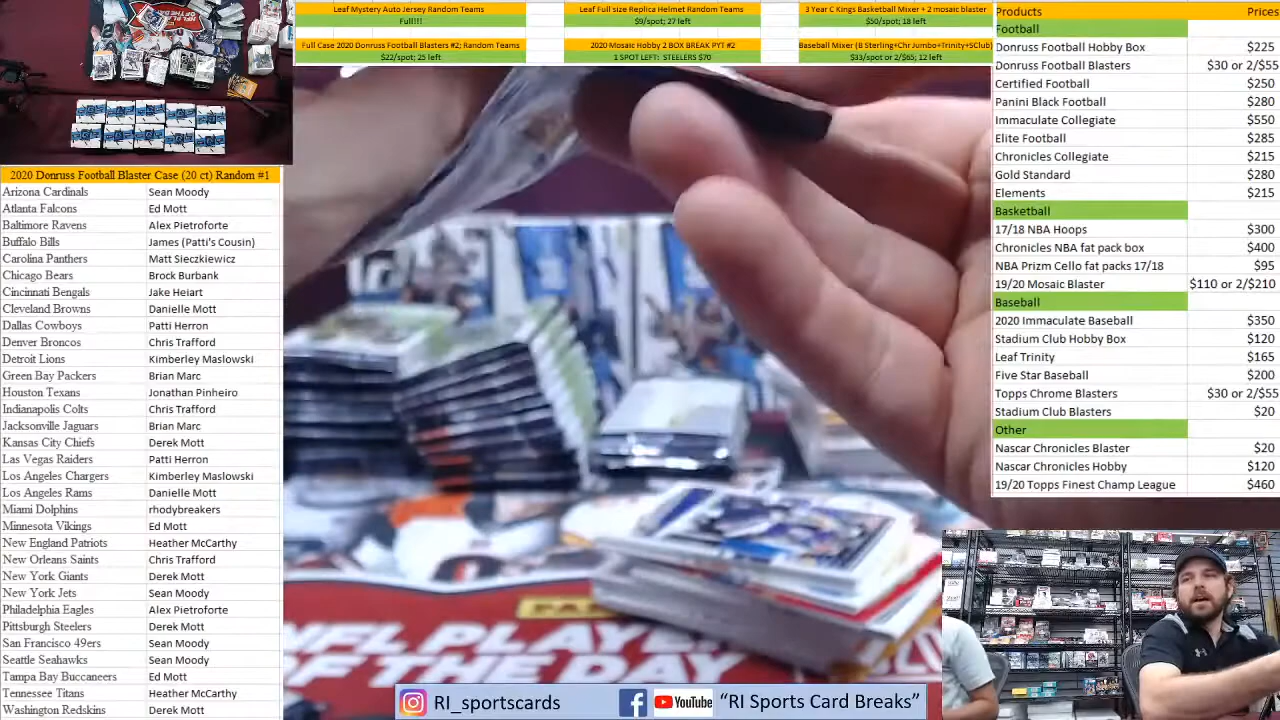 Leaf Mystery Auto Jersey Random Teams
Full!!!
Leaf Full size Replica Helmet Random Teams
$9/spot; 27 left
3 Year C Kings Basketball Mixer + 2 mosaic blaster
$50/spot; 18 left
Full Case 2020 Donruss Football Blasters #2; Random Teams
$22/spot; 25 left
2020 Mosaic Hobby 2 BOX BREAK PYT #2
1 SPOT LEFT: STEELERS $70
Baseball Mixer (B Sterling+Chr Jumbo+Trinity+SClub)
$33/spot or 2/$65; 12 left
2020 Donruss Football Blaster Case (20 ct) Random #1
Arizona Cardinals Sean Moody
Atlanta Falcons Ed Mott
Baltimore Ravens Alex Pietroforte
Buffalo Bills James (Patti's Cousin)
Carolina Panthers Matt Sieczkiewicz
Chicago Bears Brock Burbank
Cincinnati Bengals Jake Heiart
Cleveland Browns Danielle Mott
Dallas Cowboys Patti Herron
Denver Broncos Chris Trafford
Detroit Lions Kimberley Maslowski
Green Bay Packers Brian Marc
Houston Texans Jonathan Pinheiro
Indianapolis Colts Chris Trafford
Jacksonville Jaguars Brian Marc
Kansas City Chiefs Derek Mott
Las Vegas Raiders Patti Herron
Los Angeles Chargers Kimberley Maslowski
Los Angeles Rams Danielle Mott
Miami Dolphins rhodybreakers
Minnesota Vikings Ed Mott
New England Patriots Heather McCarthy
New Orleans Saints Chris Trafford
New York Giants Derek Mott
New York Jets Sean Moody
Philadelphia Eagles Alex Pietroforte
Pittsburgh Steelers Derek Mott
San Francisco 49ers Sean Moody
Seattle Seahawks Sean Moody
Tampa Bay Buccaneers Ed Mott
Tennessee Titans Heather McCarthy
Washington Redskins Derek Mott
Products Prices
Football
Donruss Football Hobby Box $225
Donruss Football Blasters $30 or 2/$55
Certified Football $250
Panini Black Football $280
Immaculate Collegiate $550
Elite Football $285
Chronicles Collegiate $215
Gold Standard $280
Elements $215
Basketball
17/18 NBA Hoops $300
Chronicles NBA fat pack box $400
NBA Prizm Cello fat packs 17/18 $95
19/20 Mosaic Blaster $110 or 2/$210
Baseball
2020 Immaculate Baseball $350
Stadium Club Hobby Box $120
Leaf Trinity $165
Five Star Baseball $200
Topps Chrome Blasters $30 or 2/$55
Stadium Club Blasters $20
Other
Nascar Chronicles Blaster $20
Nascar Chronicles Hobby $120
19/20 Topps Finest Champ League $460
RI_sportscards
YouTube
"RI Sports Card Breaks"